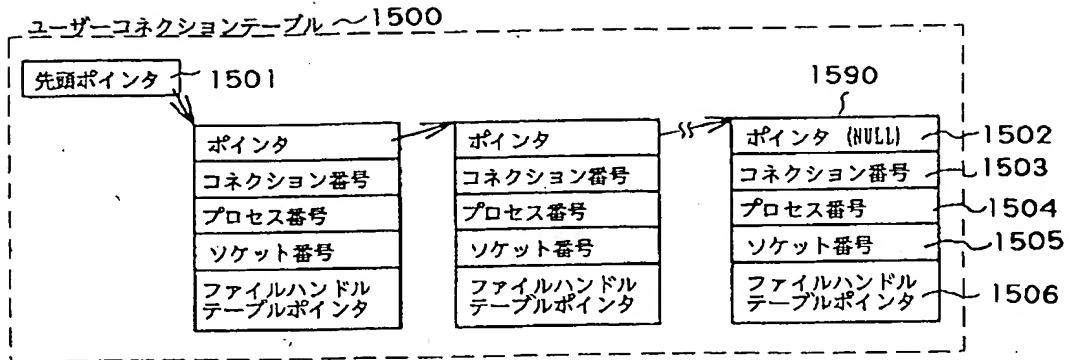 ユーザーコネクションテーブル 1500
先頭ポインタ 1501
1590
ポインタ
コネクション番号
プロセス番号
ソケット番号
ファイルハンドル
テーブルポインタ
ポインタ
コネクション番号
プロセス番号
ソケット番号
ファイルハンドル
テーブルポインタ
ポインタ (NULL) 1502
コネクション番号 1503
プロセス番号 1504
ソケット番号 1505
ファイルハンドル
テーブルポインタ 1506